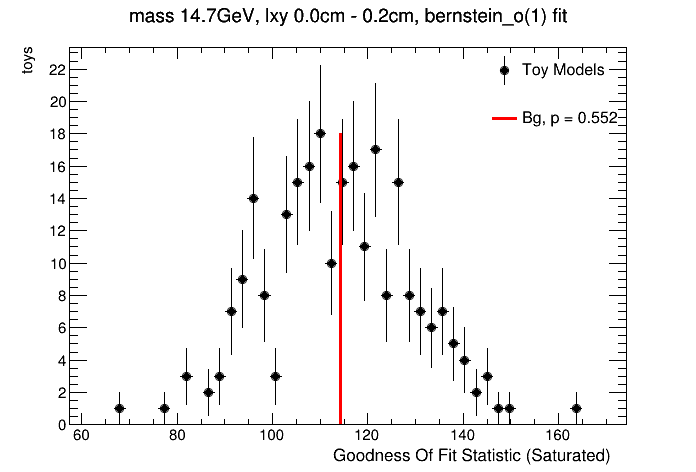 mass 14.7GeV, lxy 0.0cm - 0.2cm, bernstein_o(1) fit
toys
22
20
18
16
14
12
10
8
6
4
2
0
Toy Models
Bg, p = 0.552
60 80 100 120 140 160
Goodness Of Fit Statistic (Saturated)